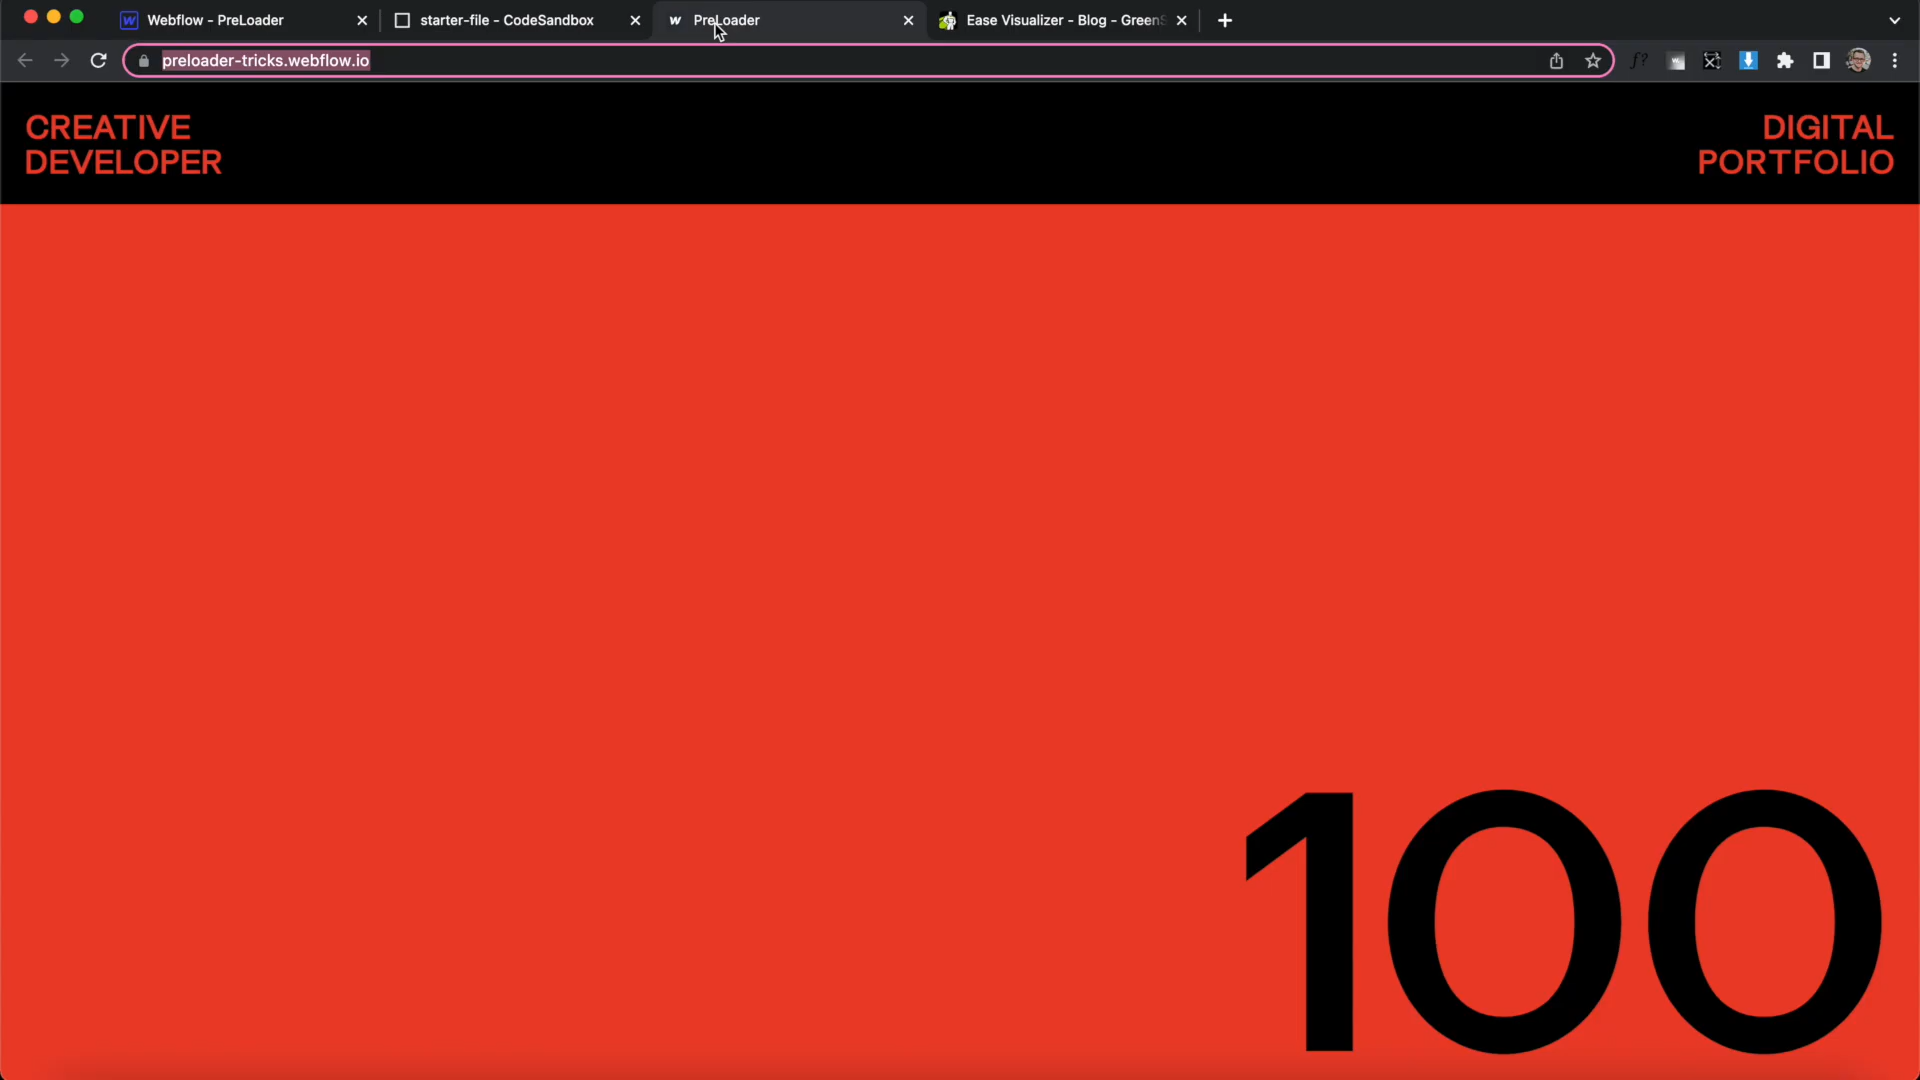 Webflow - PreLoader
starter-file - CodeSandbox
PreLoader
Ease Visualizer - Blog - GreenS
preloader-tricks.webflow.io
CREATIVE
DEVELOPER
DIGITAL
PORTFOLIO
100